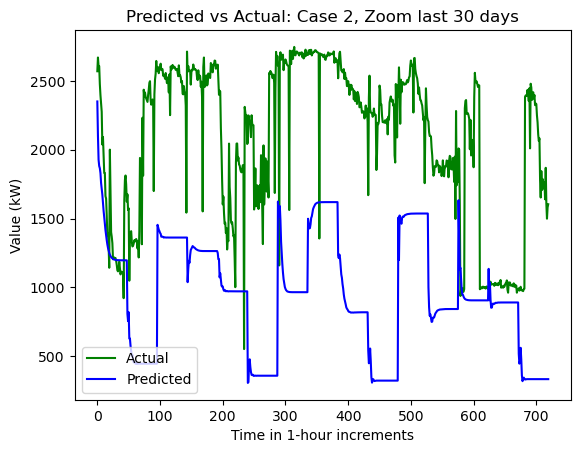 Predicted vs Actual: Case 2, Zoom last 30 days
Value (kW)
2500
2000
1500
1000
500
Actual
Predicted
0 100 200 300 400 500 600 700
Time in 1-hour increments